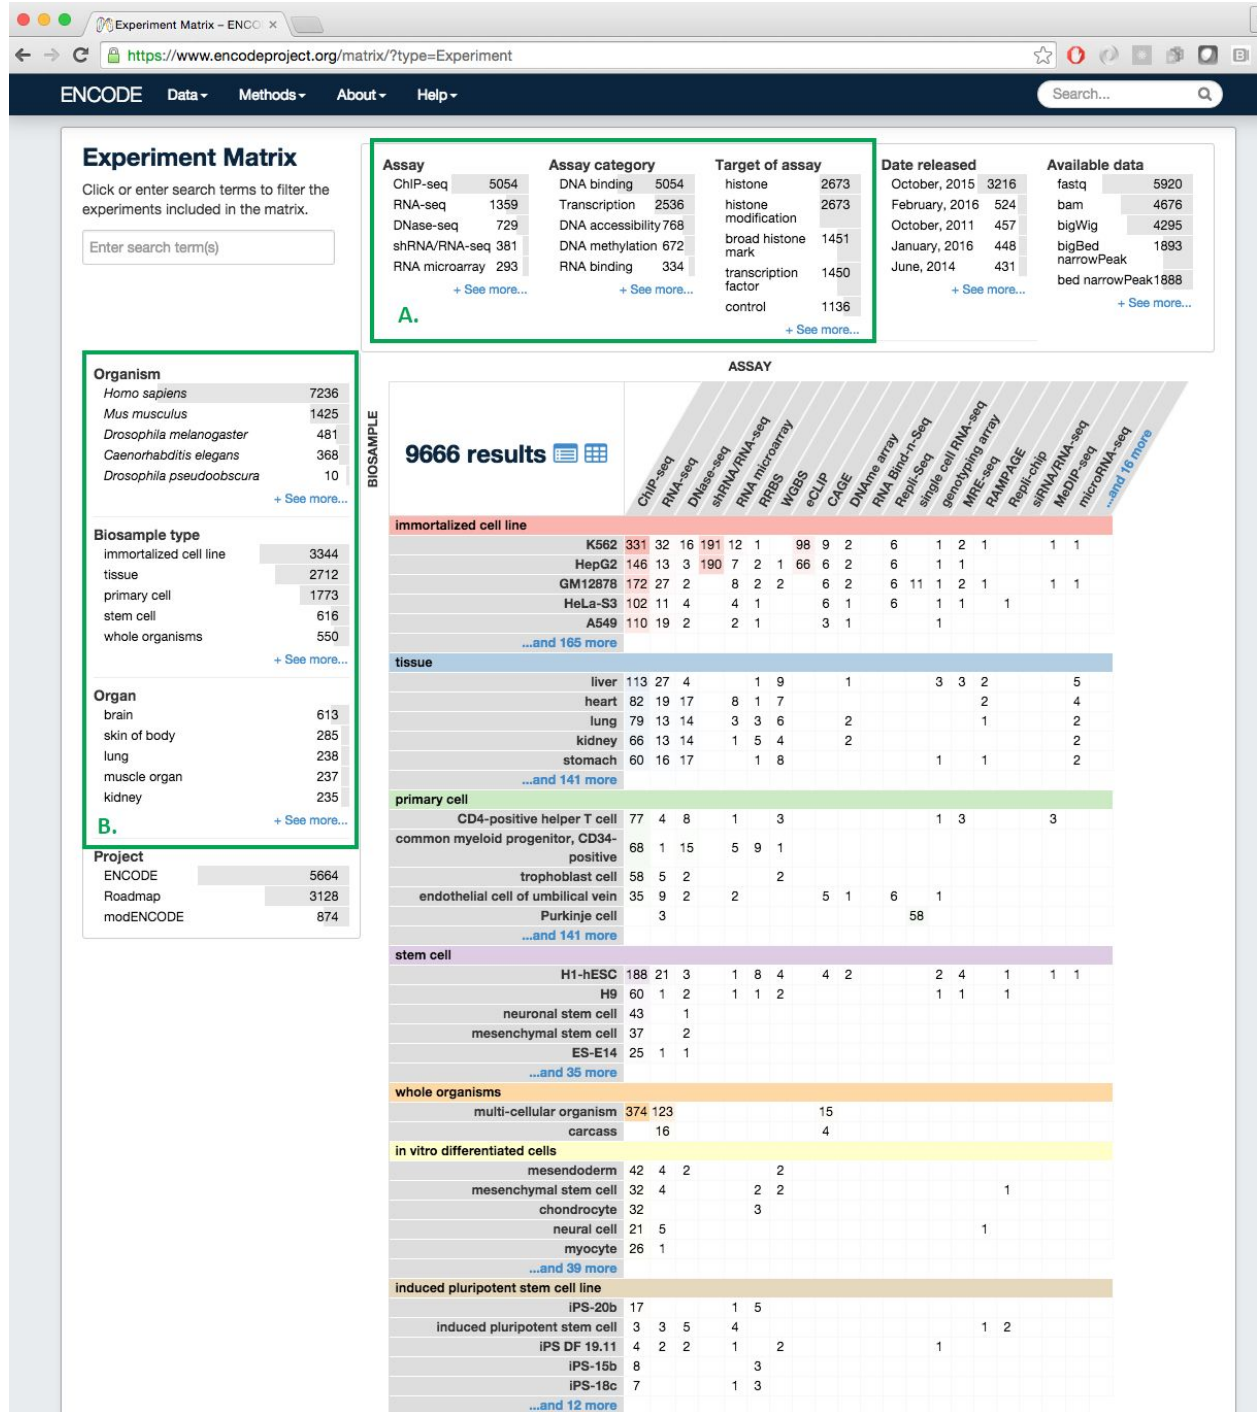 Experiment Matrix – ENCO
https://www.encodeproject.org/matrix/?type=Experiment
ENCODE Data Methods About Help Search...
Experiment Matrix
Click or enter search terms to filter the
experiments included in the matrix.
Enter search term(s)
Assay
ChIP-seq 5054
RNA-seq 1359
DNase-seq 729
shRNA/RNA-seq 381
RNA microarray 293
+ See more...
A.
Assay category
DNA binding 5054
Transcription 2536
DNA accessibility 768
DNA methylation 672
RNA binding 334
+ See more...
Target of assay
histone 2673
histone 2673
modification
broad histone 1451
mark
transcription 1450
factor
control 1136
+ See more...
Date released
October, 2015 3216
February, 2016 524
October, 2011 457
January, 2016 448
June, 2014 431
+ See more...
Available data
fastq 5920
bam 4676
bigWig 4295
bigBed 1893
narrowPeak
bed narrowPeak 1888
+ See more...
Organism
Homo sapiens 7236
Mus musculus 1425
Drosophila melanogaster 481
Caenorhabditis elegans 368
Drosophila pseudoobscura 10
+ See more...
Biosample type
immortalized cell line 3344
tissue 2712
primary cell 1773
stem cell 616
whole organisms 550
+ See more...
Organ
brain 613
skin of body 285
lung 238
muscle organ 237
kidney 235
+ See more...
B.
Project
ENCODE 5664
Roadmap 3128
modENCODE 874
ASSAY
BIOSAMPLE
9666 results
ChIP-seq
RNA-seq
DNase-seq
shRNA/RNA-seq
RNA microarray
RRBS
WGBS
eCLIP
CAGE
DNAme array
RNA Bind-n-Seq
Repli-Seq
single cell RNA-seq
genotyping array
MRE-seq
RAMPAGE
Repli-chip
siRNA/RNA-seq
MeDIP-seq
microRNA-seq
...and 16 more
immortalized cell line
K562 331 32 16 191 12 1 98 9 2 6 1 2 1 1 1
HepG2 146 13 3 190 7 2 1 66 6 2 6 1 1
GM12878 172 27 2 8 2 2 6 2 6 11 1 2 1 1 1
HeLa-S3 102 11 4 4 1 6 1 6 1 1 1
A549 110 19 2 2 1 3 1 1
...and 165 more
tissue
liver 113 27 4 1 9 1 3 3 2 5
heart 82 19 17 8 1 7 2 4
lung 79 13 14 3 3 6 2 1 2
kidney 66 13 14 1 5 4 2 2
stomach 60 16 17 1 8 1 1 2
...and 141 more
primary cell
CD4-positive helper T cell 77 4 8 1 3 1 3 3
common myeloid progenitor, CD34-
positive 68 1 15 5 9 1
trophoblast cell 58 5 2 2
endothelial cell of umbilical vein 35 9 2 2 5 1 6 1
Purkinje cell 3 58
...and 141 more
stem cell
H1-hESC 188 21 3 1 8 4 4 2 2 4 1 1 1
H9 60 1 2 1 1 2 1 1 1
neuronal stem cell 43 1
mesenchymal stem cell 37 2
ES-E14 25 1 1
...and 35 more
whole organisms
multi-cellular organism 374 123 15
carcass 16 4
in vitro differentiated cells
mesendoderm 42 4 2 2
mesenchymal stem cell 32 4 2 2 1
chondrocyte 32 3
neural cell 21 5 1
myocyte 26 1
...and 39 more
induced pluripotent stem cell line
iPS-20b 17 1 5
induced pluripotent stem cell 3 3 5 4 1 2
iPS DF 19.11 4 2 2 1 2 1
iPS-15b 8 3
iPS-18c 7 1 3
...and 12 more